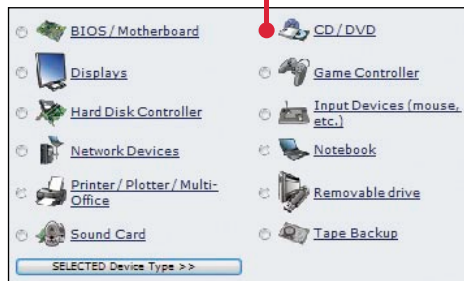 BIOS / Motherboard
CD / DVD
Displays
Game Controller
Hard Disk Controller
Input Devices (mouse,
etc.)
Network Devices
Notebook
Printer / Plotter / Multi-
Office
Removable drive
Sound Card
Tape Backup
SELECTED Device Type >>